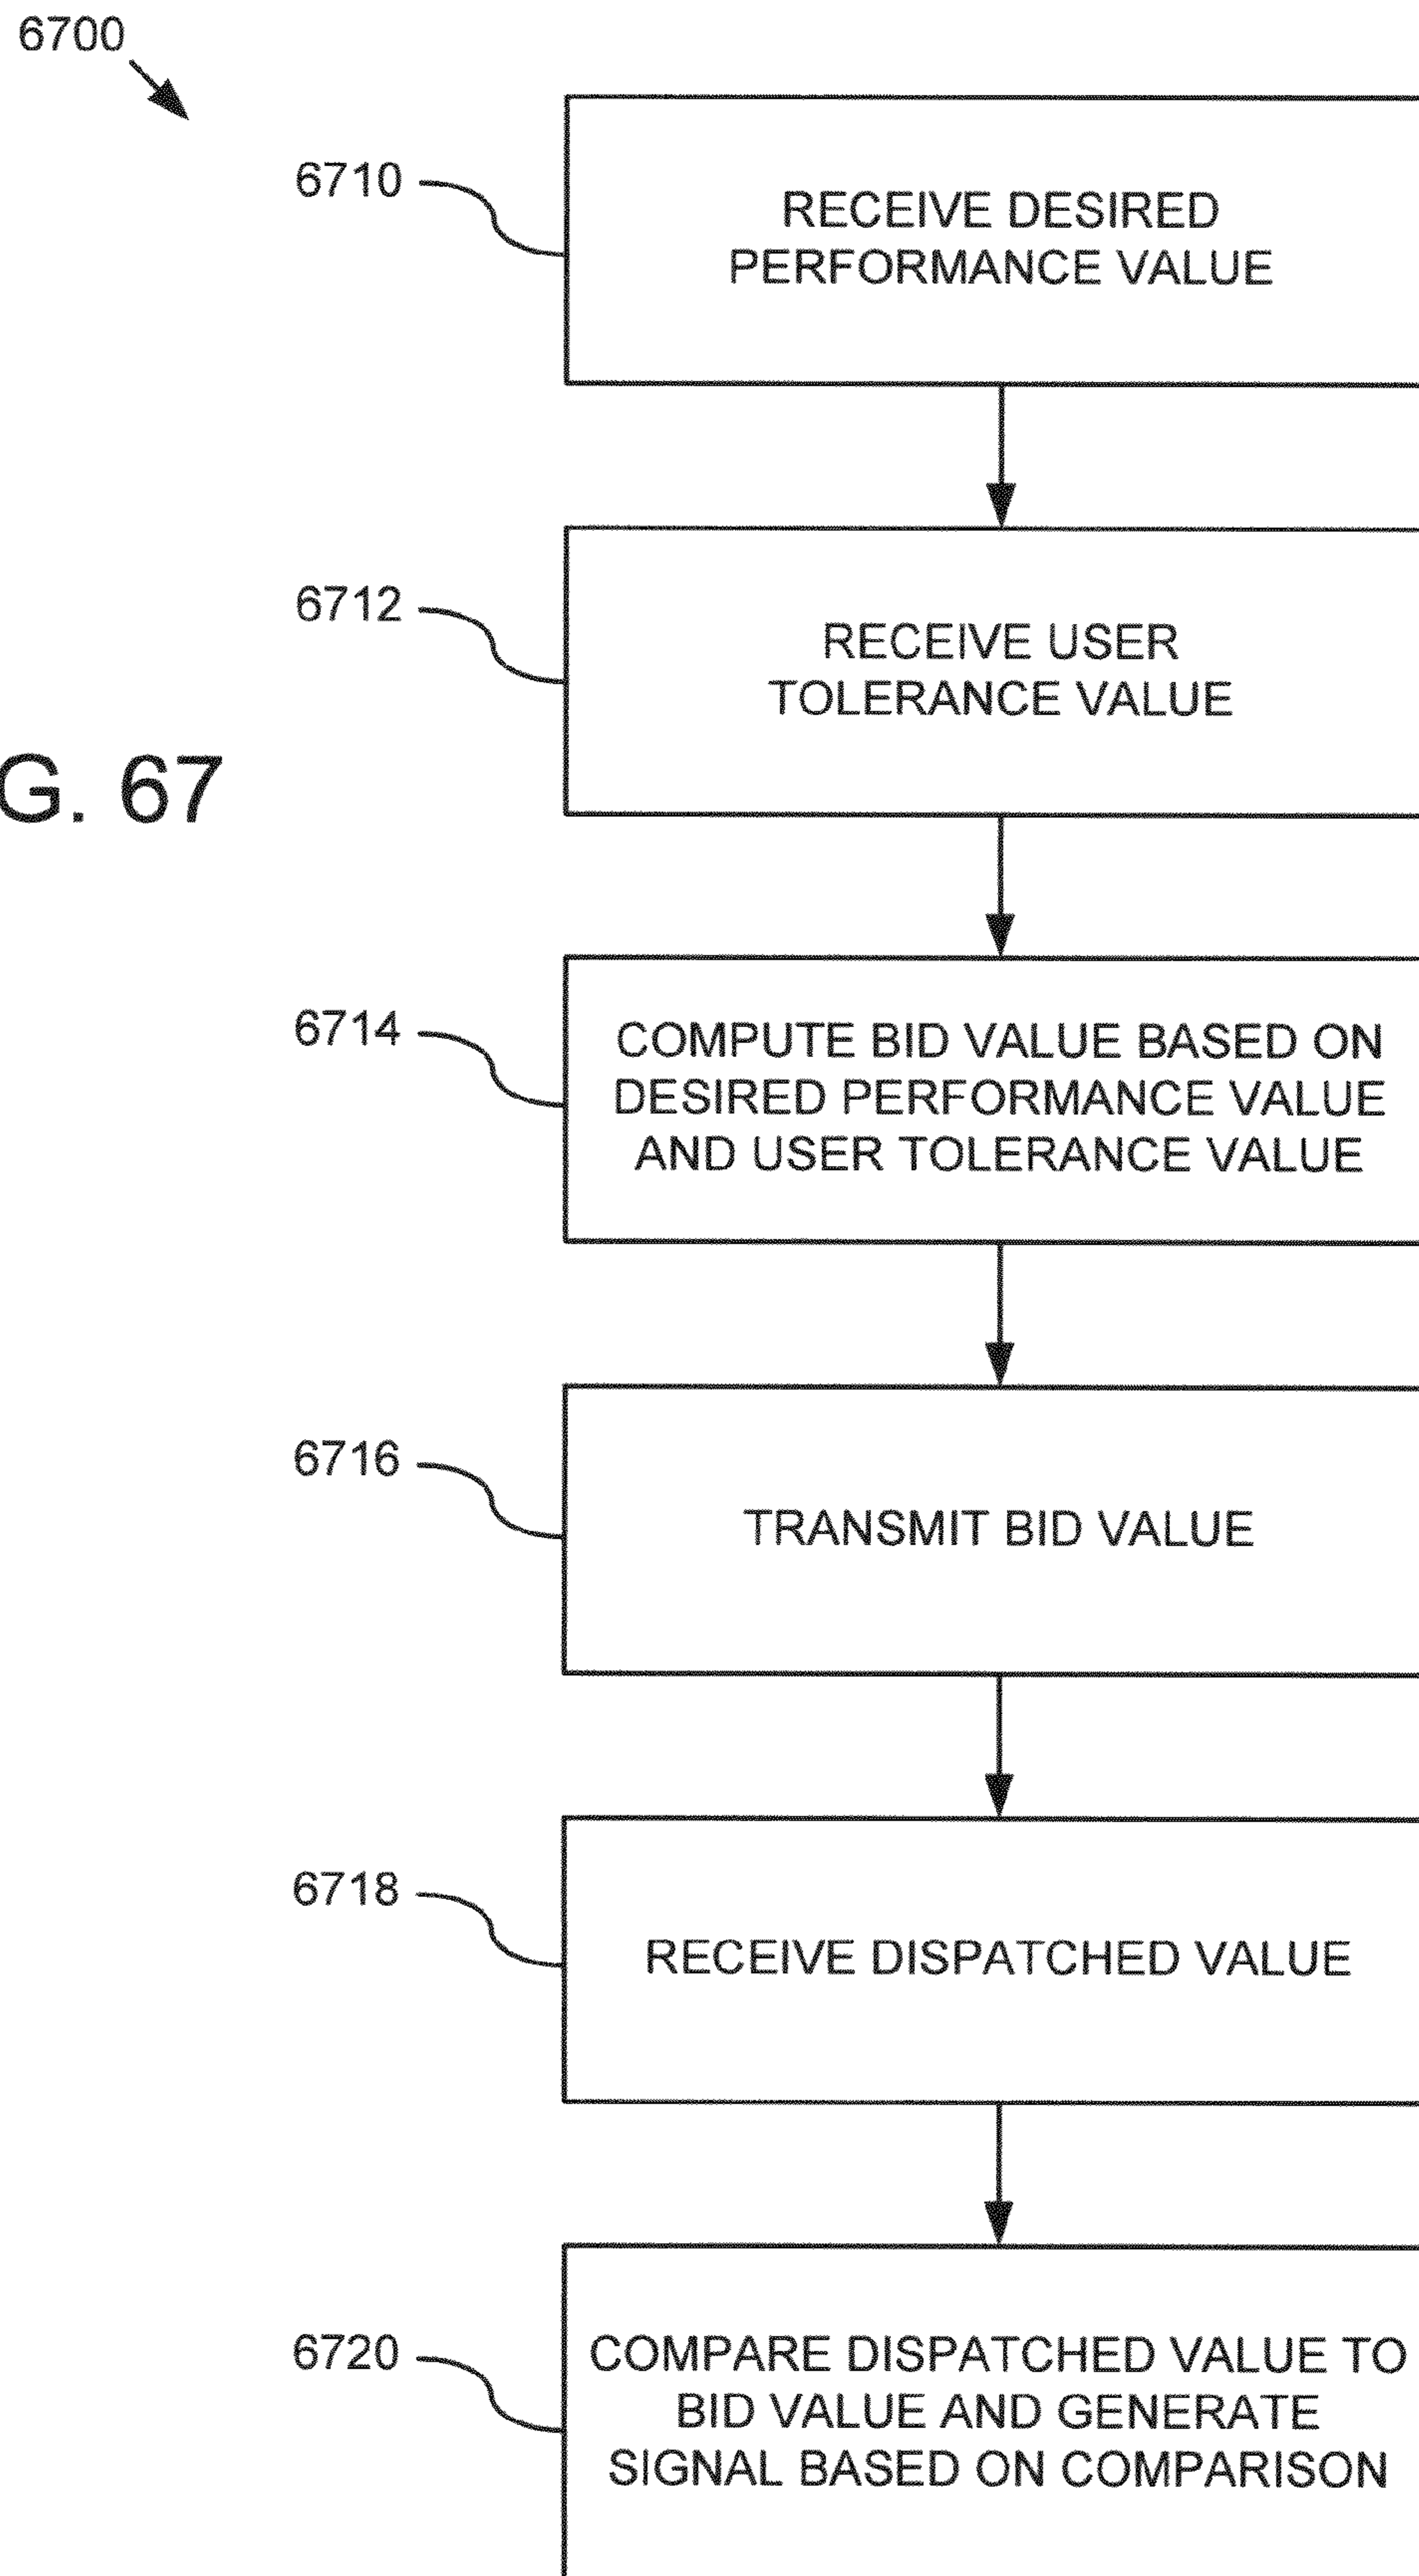 6700
6710
RECEIVE DESIRED
PERFORMANCE VALUE
6712
RECEIVE USER
TOLERANCE VALUE
G. 67
6714
COMPUTE BID VALUE BASED ON
DESIRED PERFORMANCE VALUE
AND USER TOLERANCE VALUE
6716
TRANSMIT BID VALUE
6718
RECEIVE DISPATCHED VALUE
6720
COMPARE DISPATCHED VALUE TO
BID VALUE AND GENERATE
SIGNAL BASED ON COMPARISON